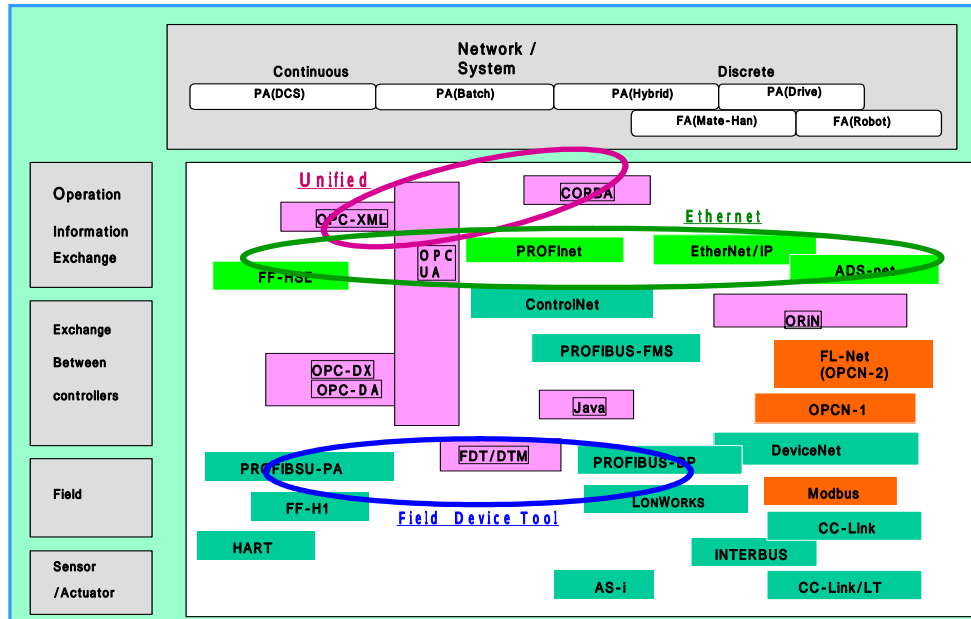 Network /
System
Continuous
Discrete
PA(DCS)
PA(Batch)
PA(Hybrid)
PA(Drive)
FA(Mate-Han)
FA(Robot)
Operation
Information
Exchange
Unified
CORBA
OPC-XML
Ethernet
OPC
UA
PROFInet
EtherNet/IP
FF-HSE
ADS-net
Exchange
Between
controllers
ControlNet
ORiN
PROFIBUS-FMS
FL-Net
(OPCN-2)
OPC-DX
OPC-DA
Java
OPCN-1
Field
FDT/DTM
DeviceNet
PROFIBSU-PA
PROFIBUS-DP
Modbus
FF-H1
LONWORKS
Field Device Tool
CC-Link
HART
INTERBUS
Sensor
/Actuator
AS-i
CC-Link/LT